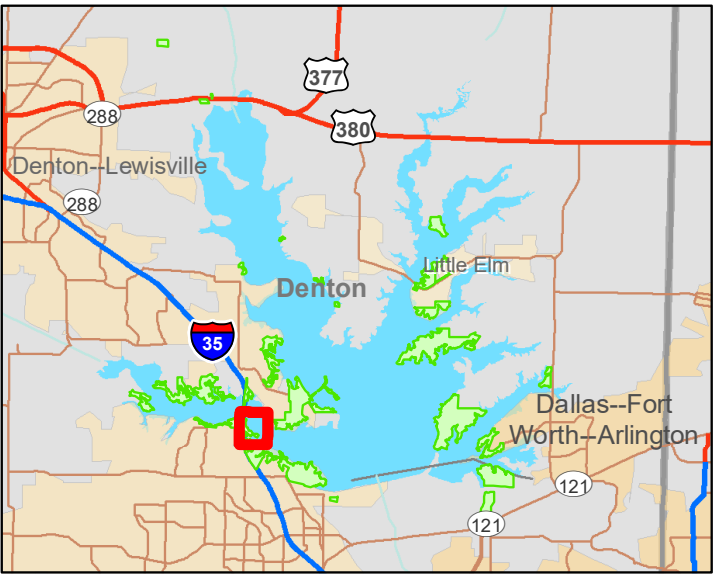 377
288
380
Denton--Lewisville
288
Little Elm
Denton
35
Dallas--Fort
Worth--Arlington
121
121